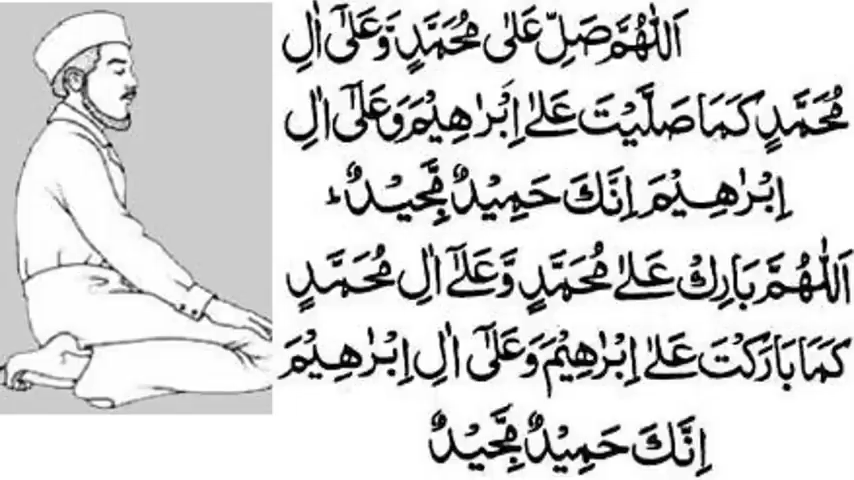 اَللّٰهُمَّ صَلِّ عَلٰى مُحَمَّدٍ وَّعَلٰٓى اٰلِ
مُحَمَّدٍ كَمَا صَلَّيْتَ عَلٰٓى اِبْرٰهِيْمَ وَعَلٰٓى اٰلِ
اِبْرٰهِيْمَ اِنَّكَ حَمِيْدٌ مَّجِيْدٌ ء
اَللّٰهُمَّ بَارِكْ عَلٰى مُحَمَّدٍ وَّعَلٰٓى اٰلِ مُحَمَّدٍ
كَمَا بَارَكْتَ عَلٰٓى اِبْرٰهِيْمَ وَعَلٰٓى اٰلِ اِبْرٰهِيْمَ
اِنَّكَ حَمِيْدٌ مَّجِيْدٌ